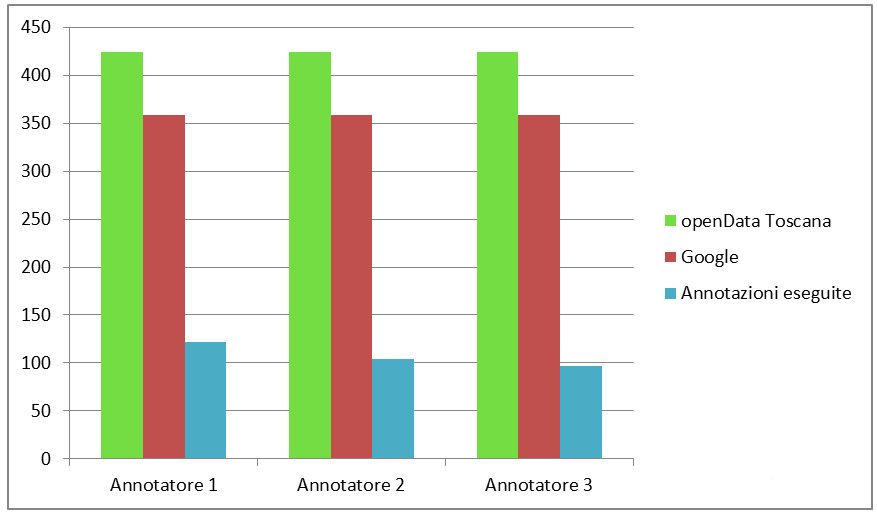 450
400
350
300
250
200
150
100
50
0
Annotatore 1
Annotatore 2
Annotatore 3
openData Toscana
Google
Annotazioni eseguite